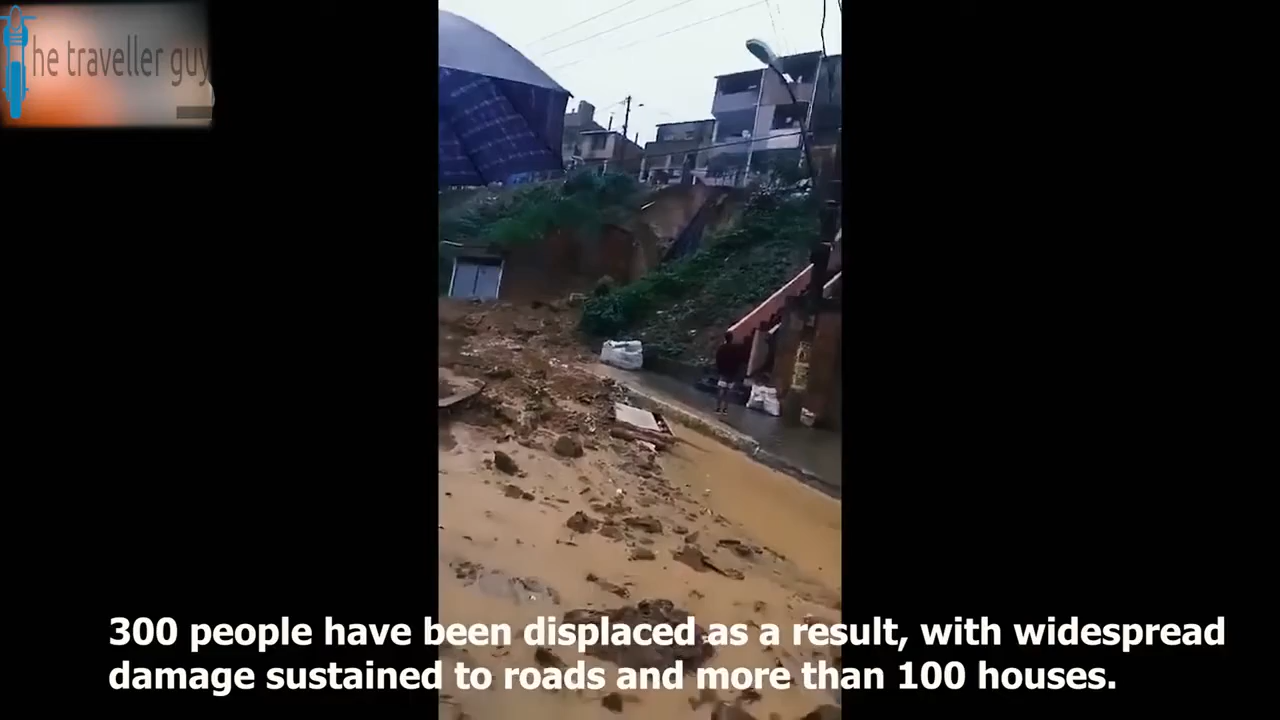 The traveller guy
300 people have been displaced as a result, with widespread
damage sustained to roads and more than 100 houses.